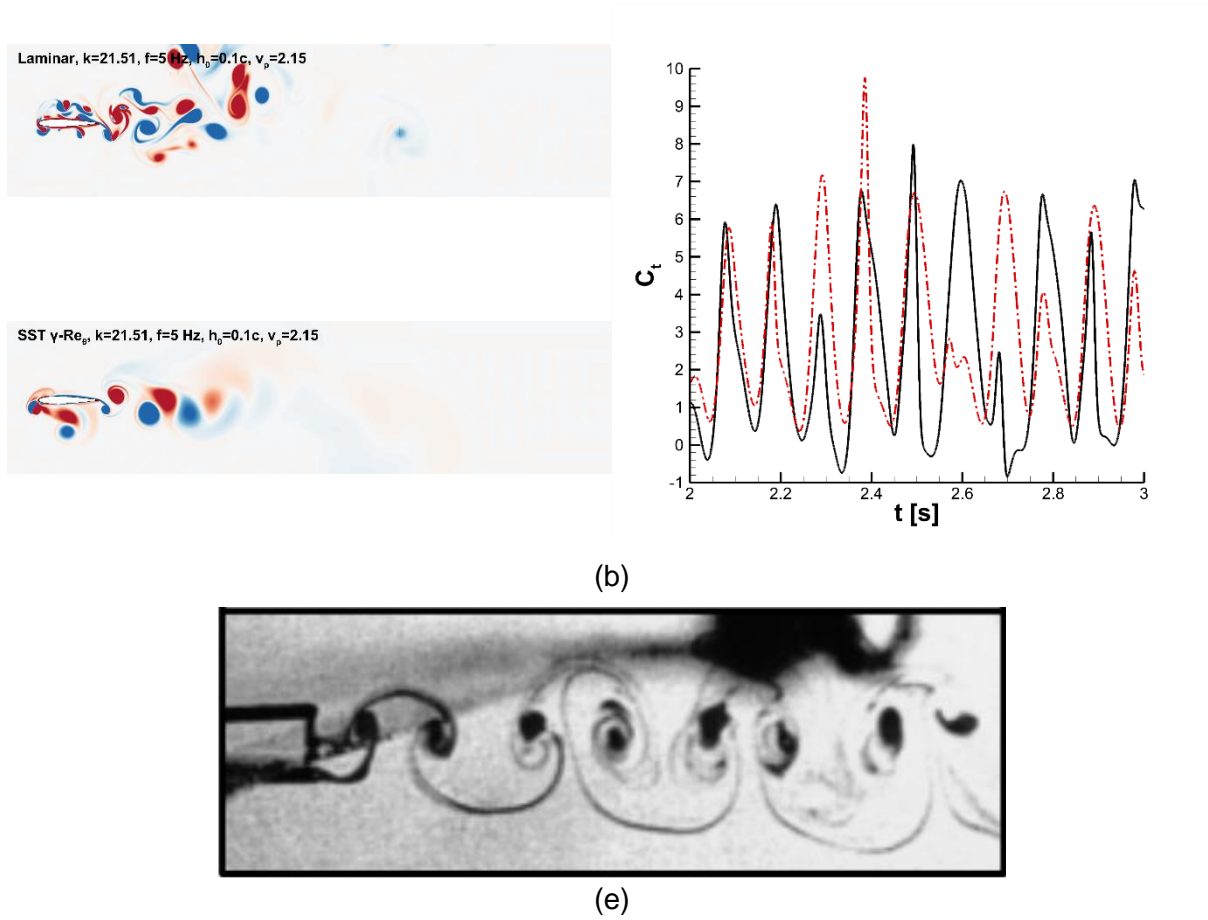 Laminar, k=21.51, f=5 Hz, h₀=0.1c, vₚ=2.15
SST γ-Reθ, k=21.51, f=5 Hz, h₀=0.1c, vₚ=2.15
10
9
8
7
6
5
4
3
2
1
0
-1
Cₜ
2 2.2 2.4 2.6 2.8 3
t [s]
(b)
(e)